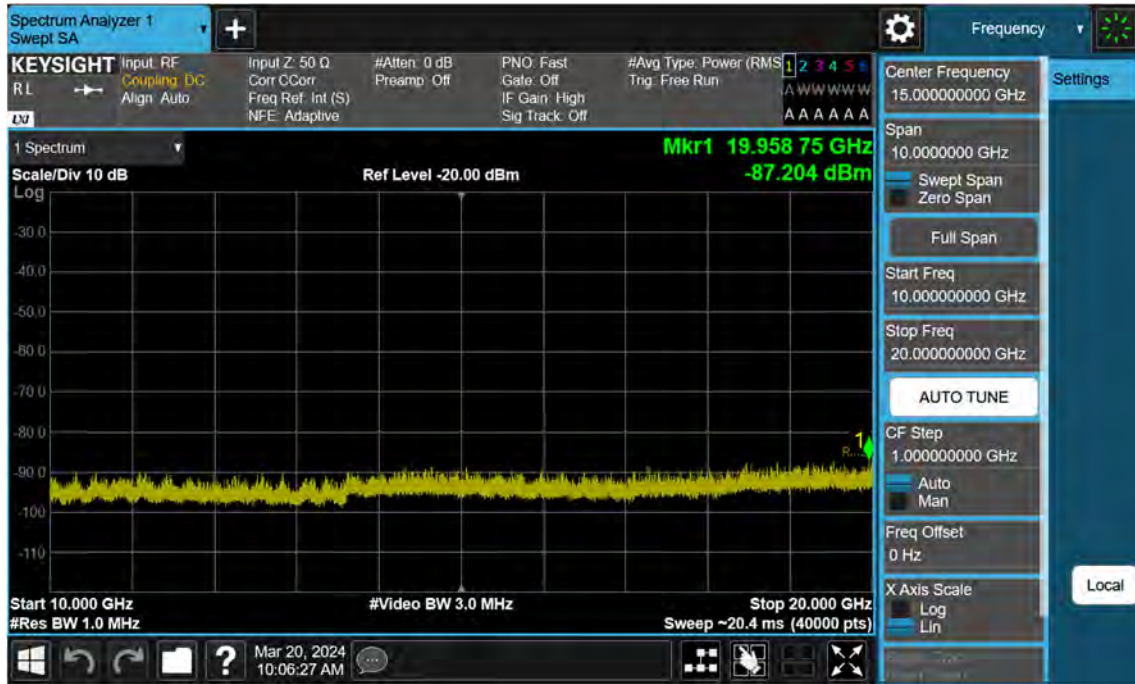 Spectrum Analyzer 1
Swept SA
Frequency
KEYSIGHT
RL
LXI
Input: RF
Coupling: DC
Align: Auto
Input Z: 50 Ω
Corr CCorr
Freq Ref: Int (S)
NFE: Adaptive
#Atten: 0 dB
Preamp: Off
PNO: Fast
Gate: Off
IF Gain: High
Sig Track: Off
#Avg Type: Power (RMS
Trig: Free Run
1 2 3 4 5 6
A W W W W W
A A A A A A
1 Spectrum
Mkr1 19.958 75 GHz
-87.204 dBm
Scale/Div 10 dB
Ref Level -20.00 dBm
Log
-30.0
-40.0
-50.0
-60.0
-70.0
-80.0
-90.0
-100
-110
1
Start 10.000 GHz
#Video BW 3.0 MHz
Stop 20.000 GHz
#Res BW 1.0 MHz
Sweep ~20.4 ms (40000 pts)
?
Mar 20, 2024
10:06:27 AM
Center Frequency
15.000000000 GHz
Settings
Span
10.0000000 GHz
Swept Span
Zero Span
Full Span
Start Freq
10.000000000 GHz
Stop Freq
20.000000000 GHz
AUTO TUNE
CF Step
1.000000000 GHz
Auto
Man
Freq Offset
0 Hz
X Axis Scale
Log
Lin
Local